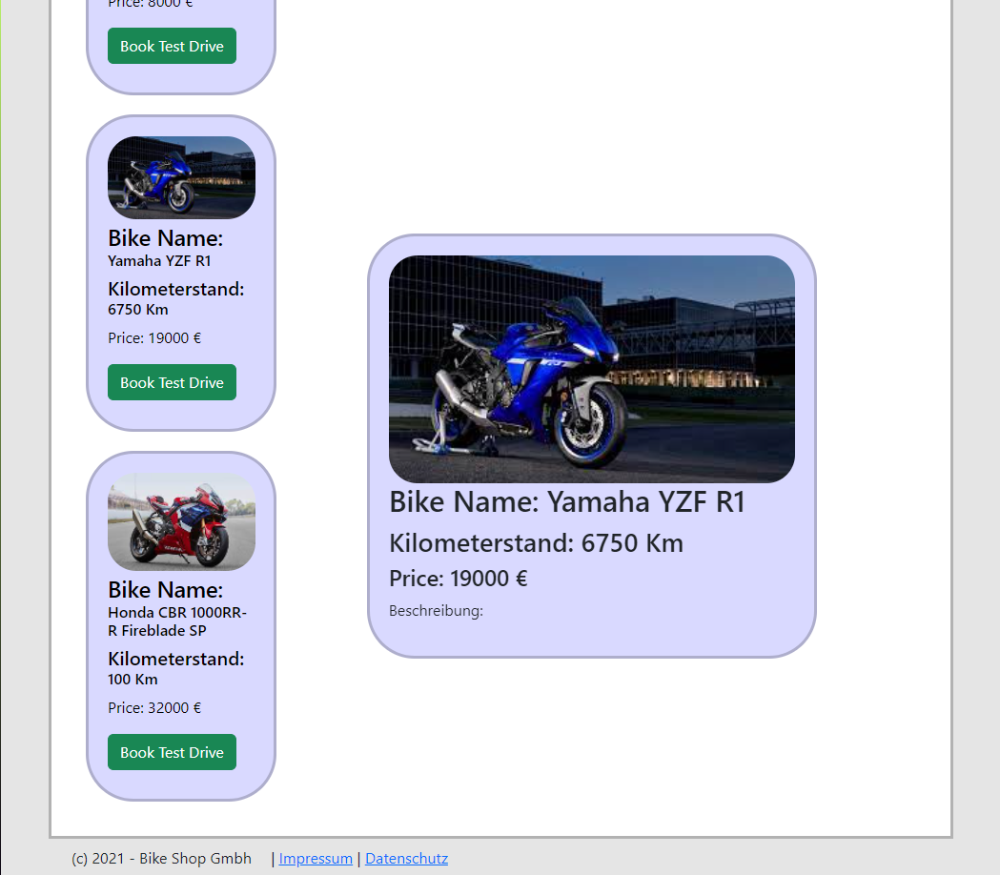 Price: 8000 €
Book Test Drive
Bike Name:
Yamaha YZF R1
Kilometerstand:
6750 Km
Price: 19000 €
Book Test Drive
Bike Name:
Honda CBR 1000RR-
R Fireblade SP
Kilometerstand:
100 Km
Price: 32000 €
Book Test Drive
Bike Name: Yamaha YZF R1
Kilometerstand: 6750 Km
Price: 19000 €
Beschreibung:
(c) 2021 - Bike Shop Gmbh | Impressum | Datenschutz